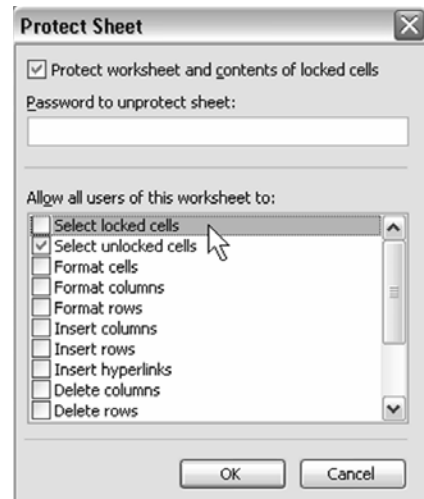 Protect Sheet
Protect worksheet and contents of locked cells
Password to unprotect sheet:
Allow all users of this worksheet to:
Select locked cells
Select unlocked cells
Format cells
Format columns
Format rows
Insert columns
Insert rows
Insert hyperlinks
Delete columns
Delete rows
OK Cancel